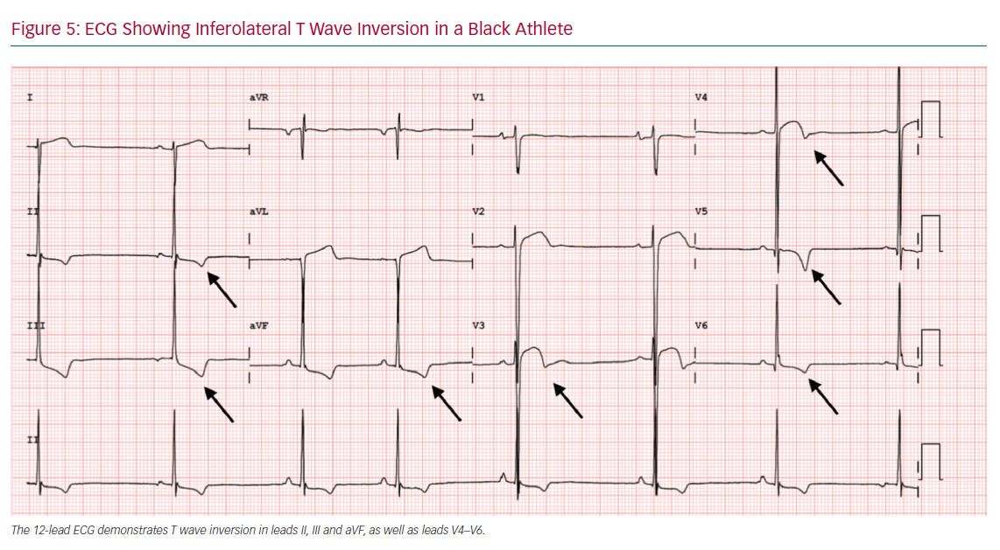 Figure 5: ECG Showing Inferolateral T Wave Inversion in a Black Athlete
I aVR V1 V4
II aVL V2 V5
III aVF V3 V6
II
The 12-lead ECG demonstrates T wave inversion in leads II, III and aVF, as well as leads V4–V6.